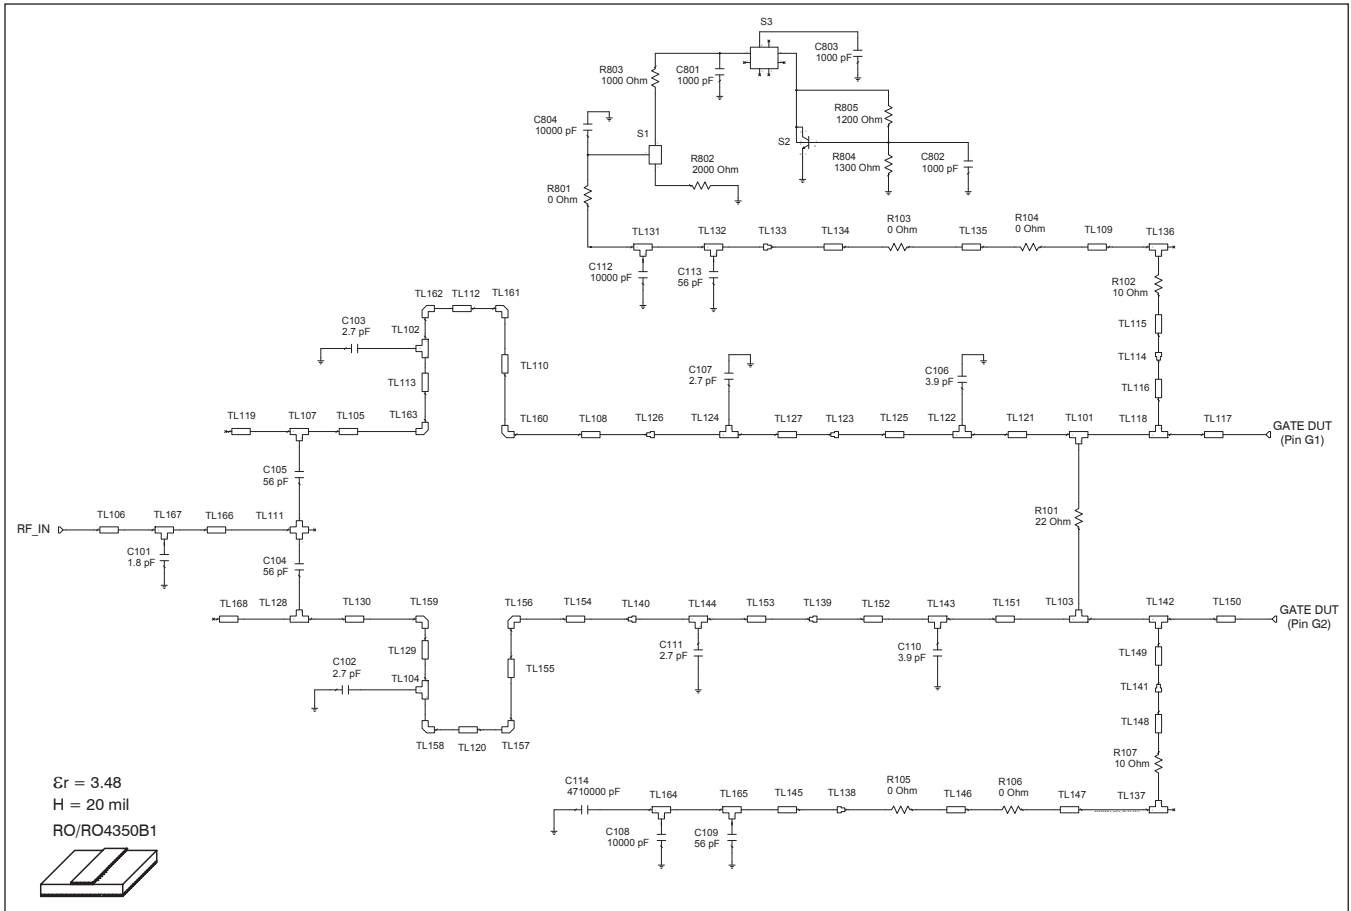 S3
C803
1000 pF
R803
1000 Ohm
C801
1000 pF
C804
10000 pF
S1
R805
1200 Ohm
S2
R802
2000 Ohm
R804
1300 Ohm
C802
1000 pF
R801
0 Ohm
TL131
TL132
TL133
TL134
R103
0 Ohm
TL135
R104
0 Ohm
TL109
TL136
C112
10000 pF
C113
56 pF
R102
10 Ohm
TL162
TL112
TL161
C103
2.7 pF
TL102
TL115
TL114
TL110
C107
2.7 pF
C106
3.9 pF
TL113
TL116
TL119
TL107
TL105
TL163
TL160
TL108
TL126
TL124
TL127
TL123
TL125
TL122
TL121
TL101
TL118
TL117
GATE DUT
(Pin G1)
C105
56 pF
RF_IN
TL106
TL167
TL166
TL111
R101
22 Ohm
C101
1.8 pF
C104
56 pF
TL168
TL128
TL130
TL159
TL156
TL154
TL140
TL144
TL153
TL139
TL152
TL143
TL151
TL103
TL142
TL150
GATE DUT
(Pin G2)
TL129
C111
2.7 pF
C110
3.9 pF
TL149
C102
2.7 pF
TL104
TL155
TL141
TL148
TL158
TL120
TL157
R107
10 Ohm
C114
4710000 pF
TL164
TL165
TL145
TL138
R105
0 Ohm
TL146
R106
0 Ohm
TL147
TL137
C108
10000 pF
C109
56 pF
Ɛr = 3.48
H = 20 mil
RO/RO4350B1